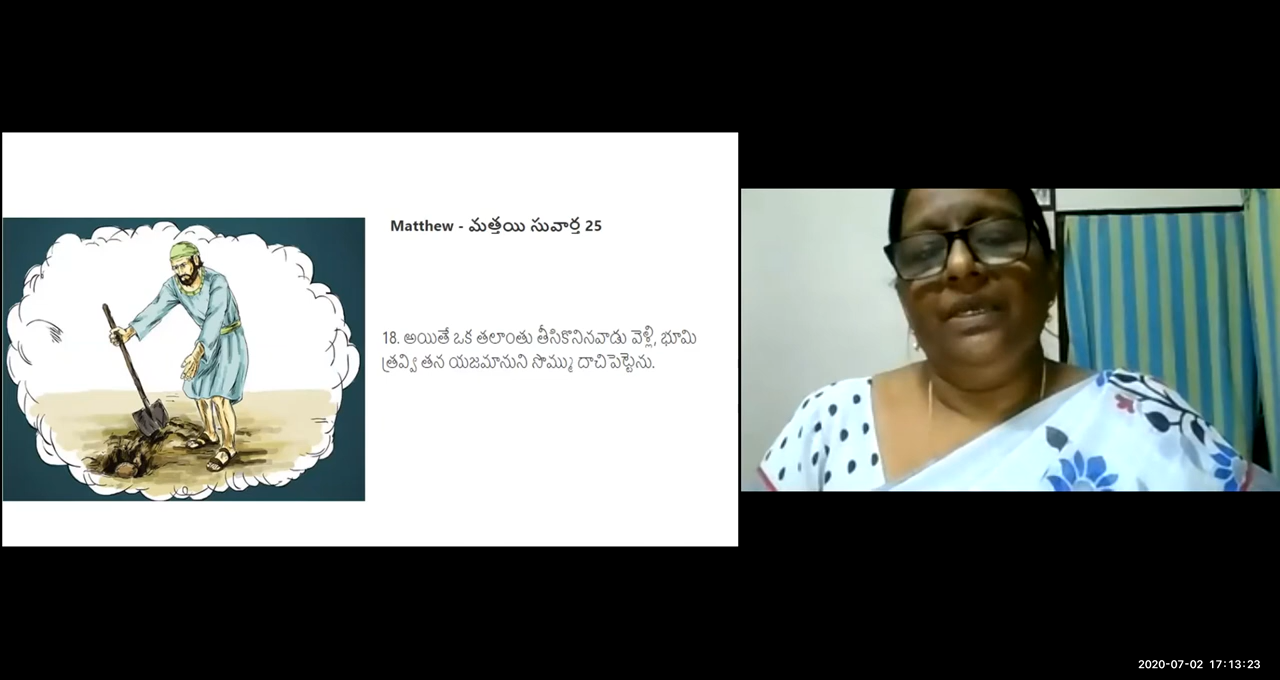 Matthew - మత్తయి సువార్త 25
18. అయితే ఒక తలాంతు తీసికొనినవాడు వెళ్లి, భూమి
త్రవ్వి తన యజమానుని సొమ్ము దాచిపెట్టెను.
2020-07-02 17:13:23